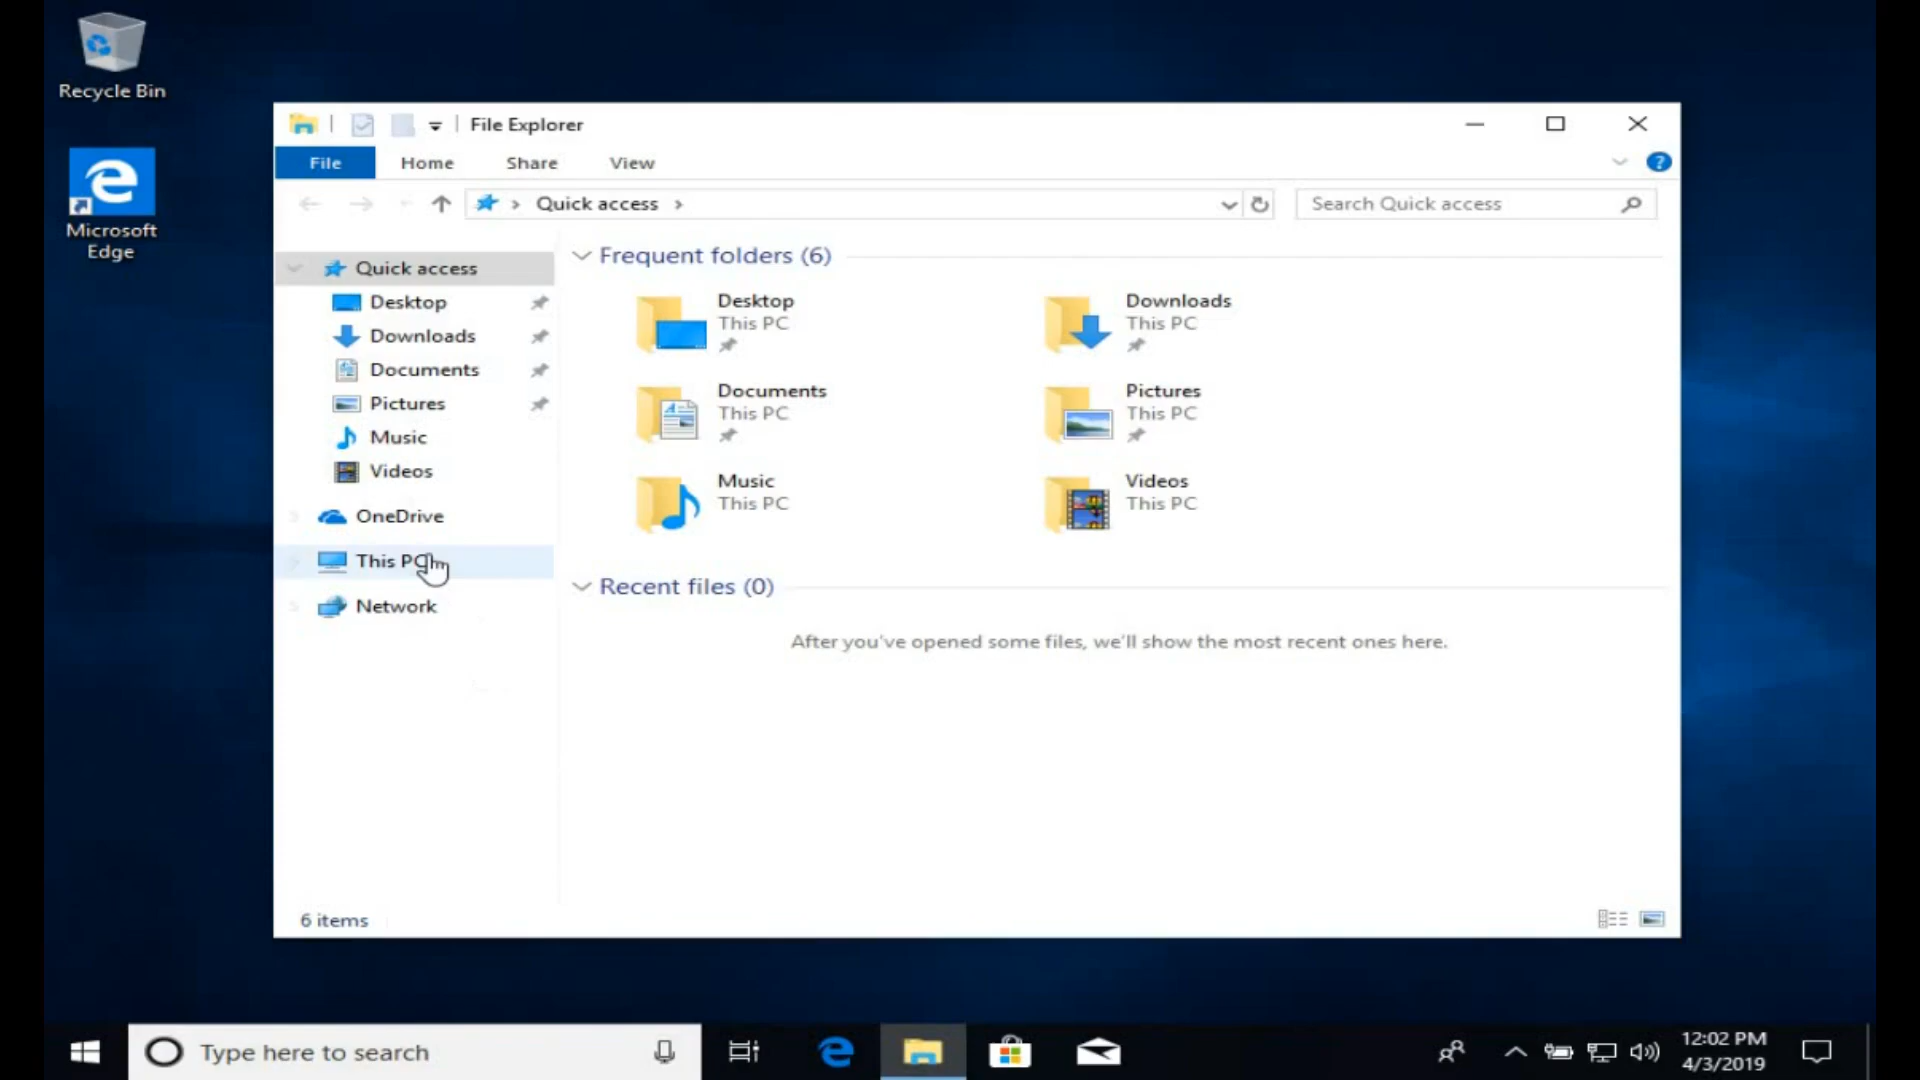 Recycle Bin
Microsoft
Edge
File Explorer
File Home Share View
Quick access
Search Quick access
Quick access
Desktop
Downloads
Documents
Pictures
Music
Videos
OneDrive
This PC
Network
Frequent folders (6)
Desktop
This PC
Downloads
This PC
Documents
This PC
Pictures
This PC
Music
This PC
Videos
This PC
Recent files (0)
After you've opened some files, we'll show the most recent ones here.
6 items
Type here to search
12:02 PM
4/3/2019